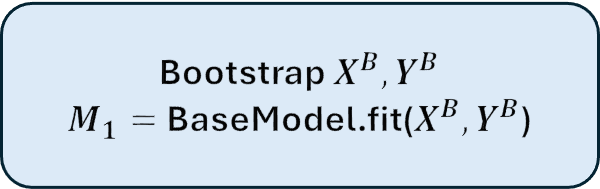 Bootstrap X^B, Y^B
M_1 = BaseModel.fit(X^B, Y^B)